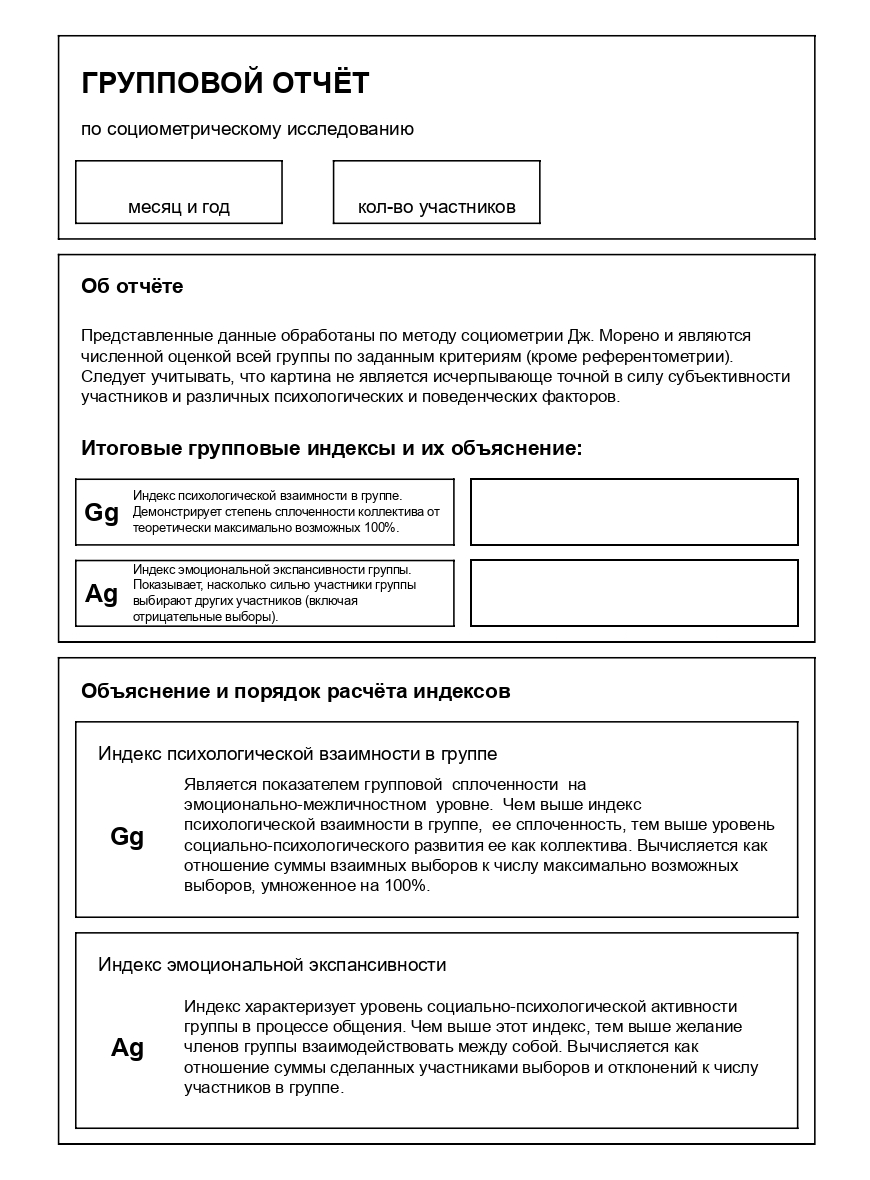 ГРУППОВОЙ ОТЧЁТ
по социометрическому исследованию
месяц и год
кол-во участников
Об отчёте
Представленные данные обработаны по методу социометрии Дж. Морено и являются
численной оценкой всей группы по заданным критериям (кроме референтометрии).
Следует учитывать, что картина не является исчерпывающе точной в силу субъективности
участников и различных психологических и поведенческих факторов.
Итоговые групповые индексы и их объяснение:
Gg
Индекс психологической взаимности в группе.
Демонстрирует степень сплоченности коллектива от
теоретически максимально возможных 100%.
Ag
Индекс эмоциональной экспансивности группы.
Показывает, насколько сильно участники группы
выбирают других участников (включая
отрицательные выборы).
Объяснение и порядок расчёта индексов
Индекс психологической взаимности в группе
Gg
Является показателем групповой  сплоченности  на
эмоционально-межличностном  уровне.  Чем выше индекс
психологической взаимности в группе,  ее сплоченность, тем выше уровень
социально-психологического развития ее как коллектива. Вычисляется как
отношение суммы взаимных выборов к числу максимально возможных
выборов, умноженное на 100%.
Индекс эмоциональной экспансивности
Ag
Индекс характеризует уровень социально-психологической активности
группы в процессе общения. Чем выше этот индекс, тем выше желание
членов группы взаимодействовать между собой. Вычисляется как
отношение суммы сделанных участниками выборов и отклонений к числу
участников в группе.